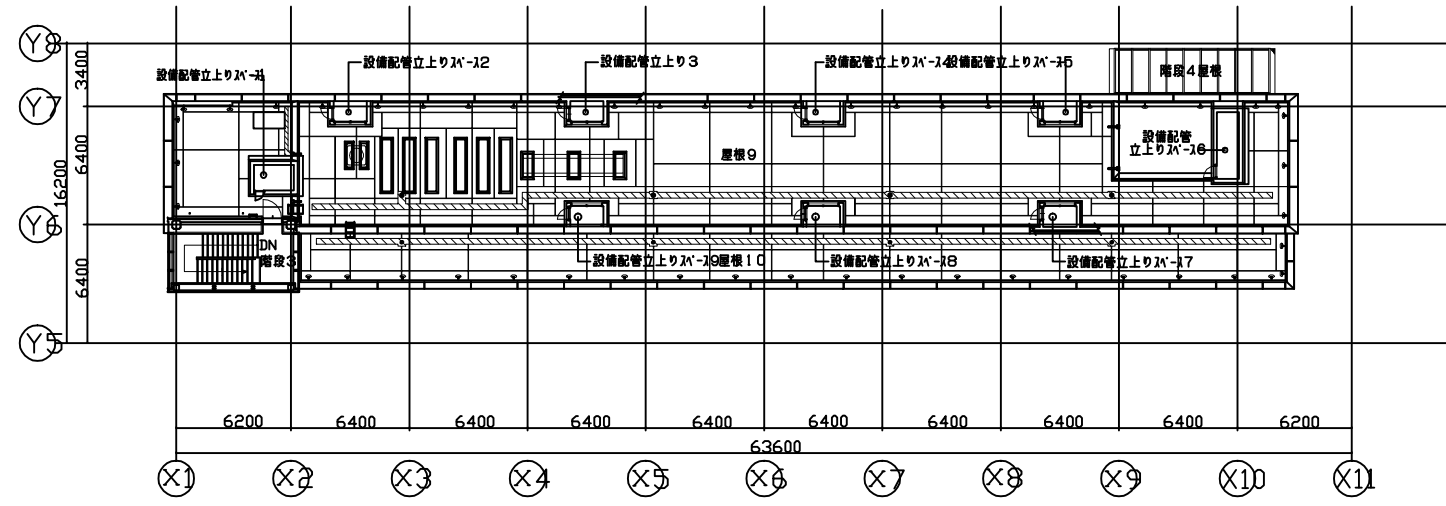 Y8
3400
設備配管立上りスペース1
設備配管立上りスペース2
設備配管立上り3
設備配管立上りスペース4
設備配管立上りスペース5
階段4屋根
Y7
6400
16200
屋根9
設備配管
立上りスペース6
Y6
DN
階段3
6400
設備配管立上りスペース9
屋根10
設備配管立上りスペース8
設備配管立上りスペース7
Y5
6200
6400
6400
6400
6400
6400
6400
6400
6400
6200
63600
X1
X2
X3
X4
X5
X6
X7
X8
X9
X10
X11